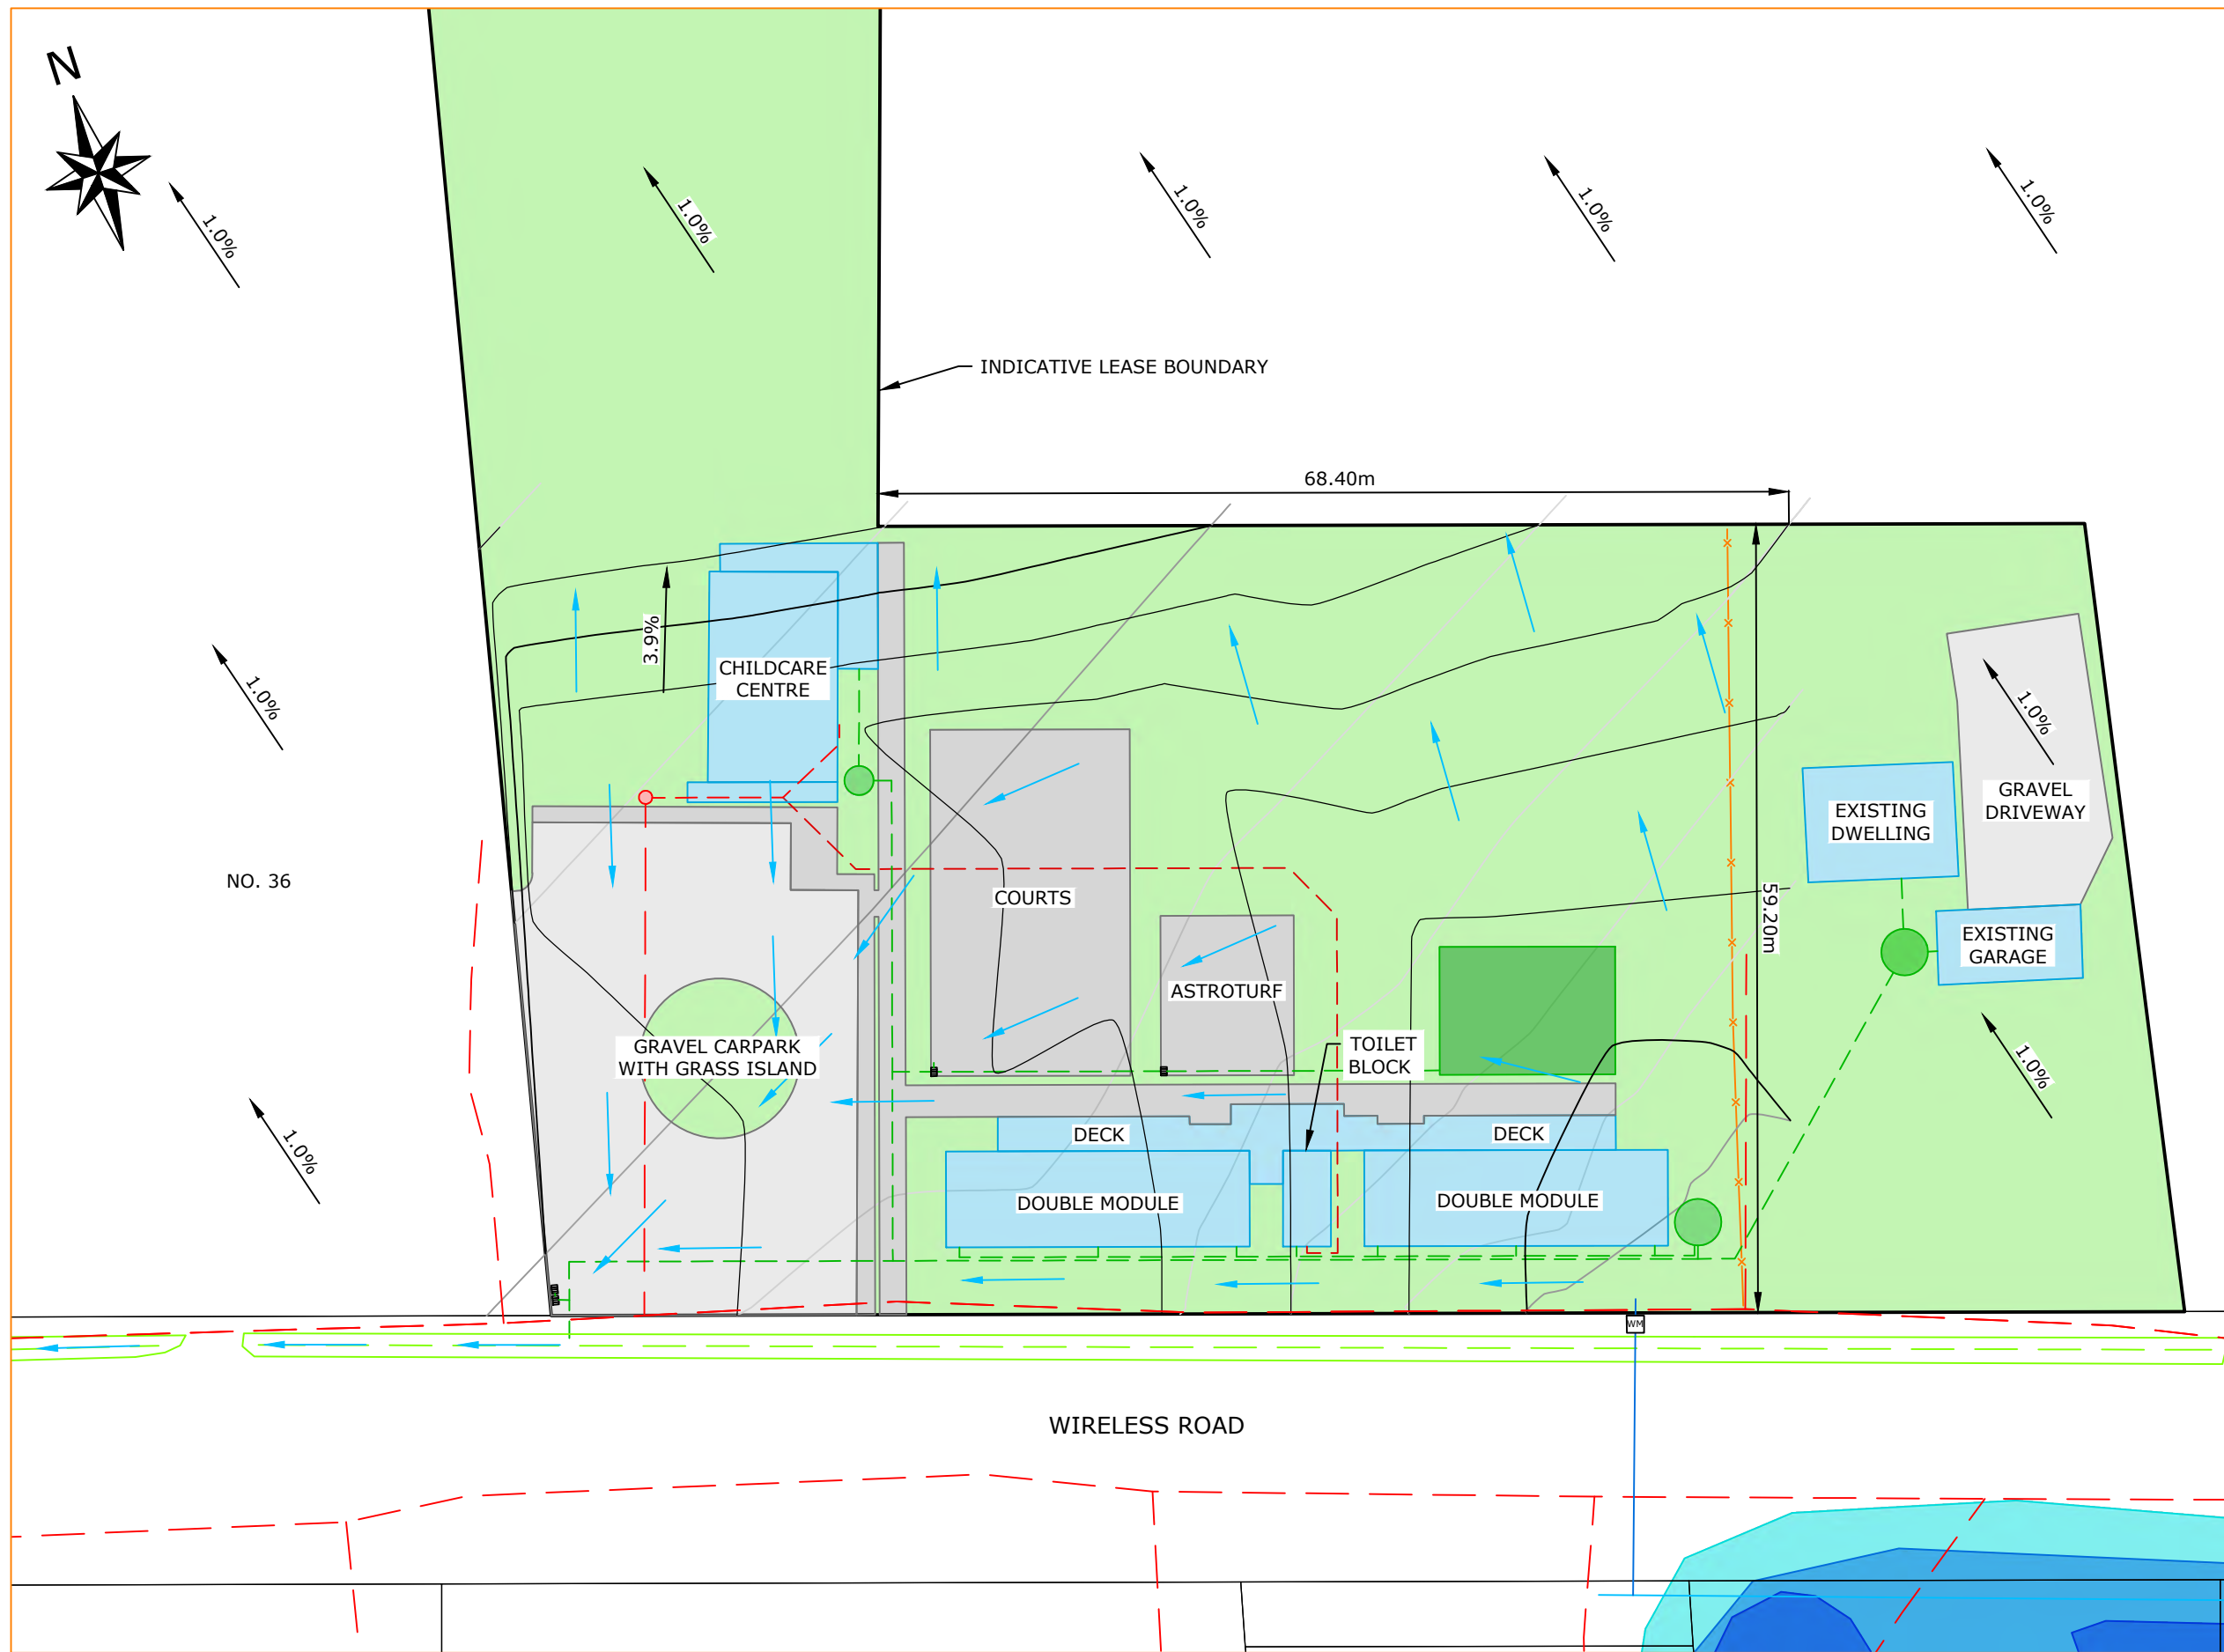 N
1.0%
1.0%
1.0%
1.0%
1.0%
INDICATIVE LEASE BOUNDARY
68.40m
3.9%
CHILDCARE
CENTRE
1.0%
1.0%
GRAVEL
DRIVEWAY
EXISTING
DWELLING
NO. 36
COURTS
59.20m
EXISTING
GARAGE
ASTROTURF
GRAVEL CARPARK
WITH GRASS ISLAND
TOILET
BLOCK
1.0%
1.0%
DECK
DECK
DOUBLE MODULE
DOUBLE MODULE
WM
WIRELESS ROAD